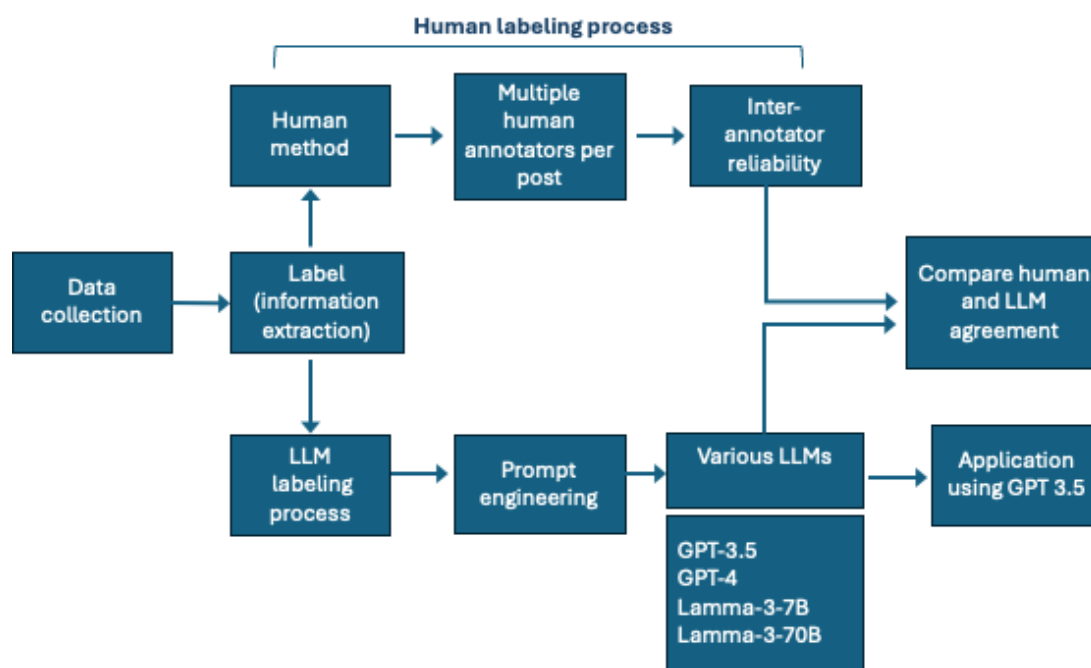 Human labeling process
Human
method
Multiple
human
annotators per
post
Inter-
annotator
reliability
Data
collection
Label
(information
extraction)
Compare human
and LLM
agreement
LLM
labeling
process
Prompt
engineering
Various LLMs
Application
using GPT 3.5
GPT-3.5
GPT-4
Lamma-3-7B
Lamma-3-70B